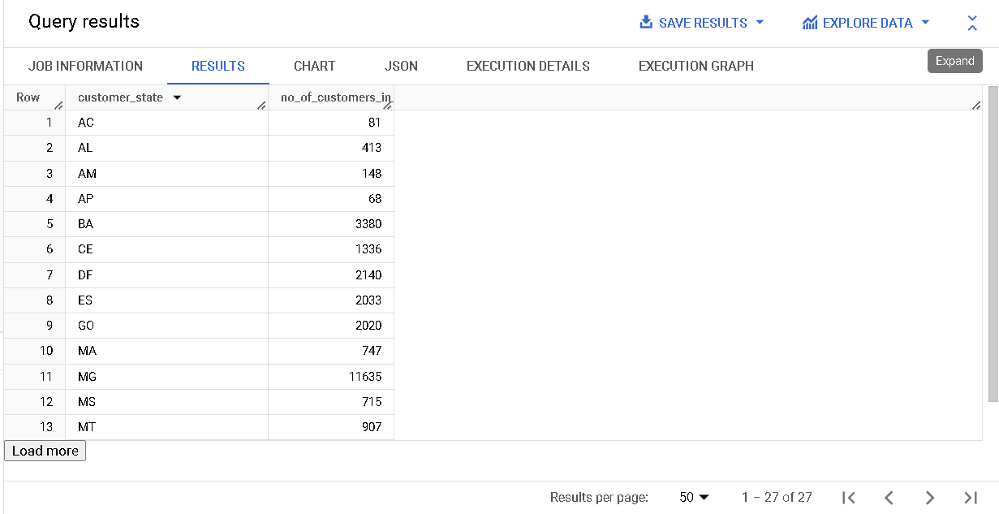 Query results SAVE RESULTS EXPLORE DATA
JOB INFORMATION RESULTS CHART JSON EXECUTION DETAILS EXECUTION GRAPH Expand
Row customer_state no_of_customers_in_
1 AC 81
2 AL 413
3 AM 148
4 AP 68
5 BA 3380
6 CE 1336
7 DF 2140
8 ES 2033
9 GO 2020
10 MA 747
11 MG 11635
12 MS 715
13 MT 907
Load more
Results per page: 50 1 – 27 of 27